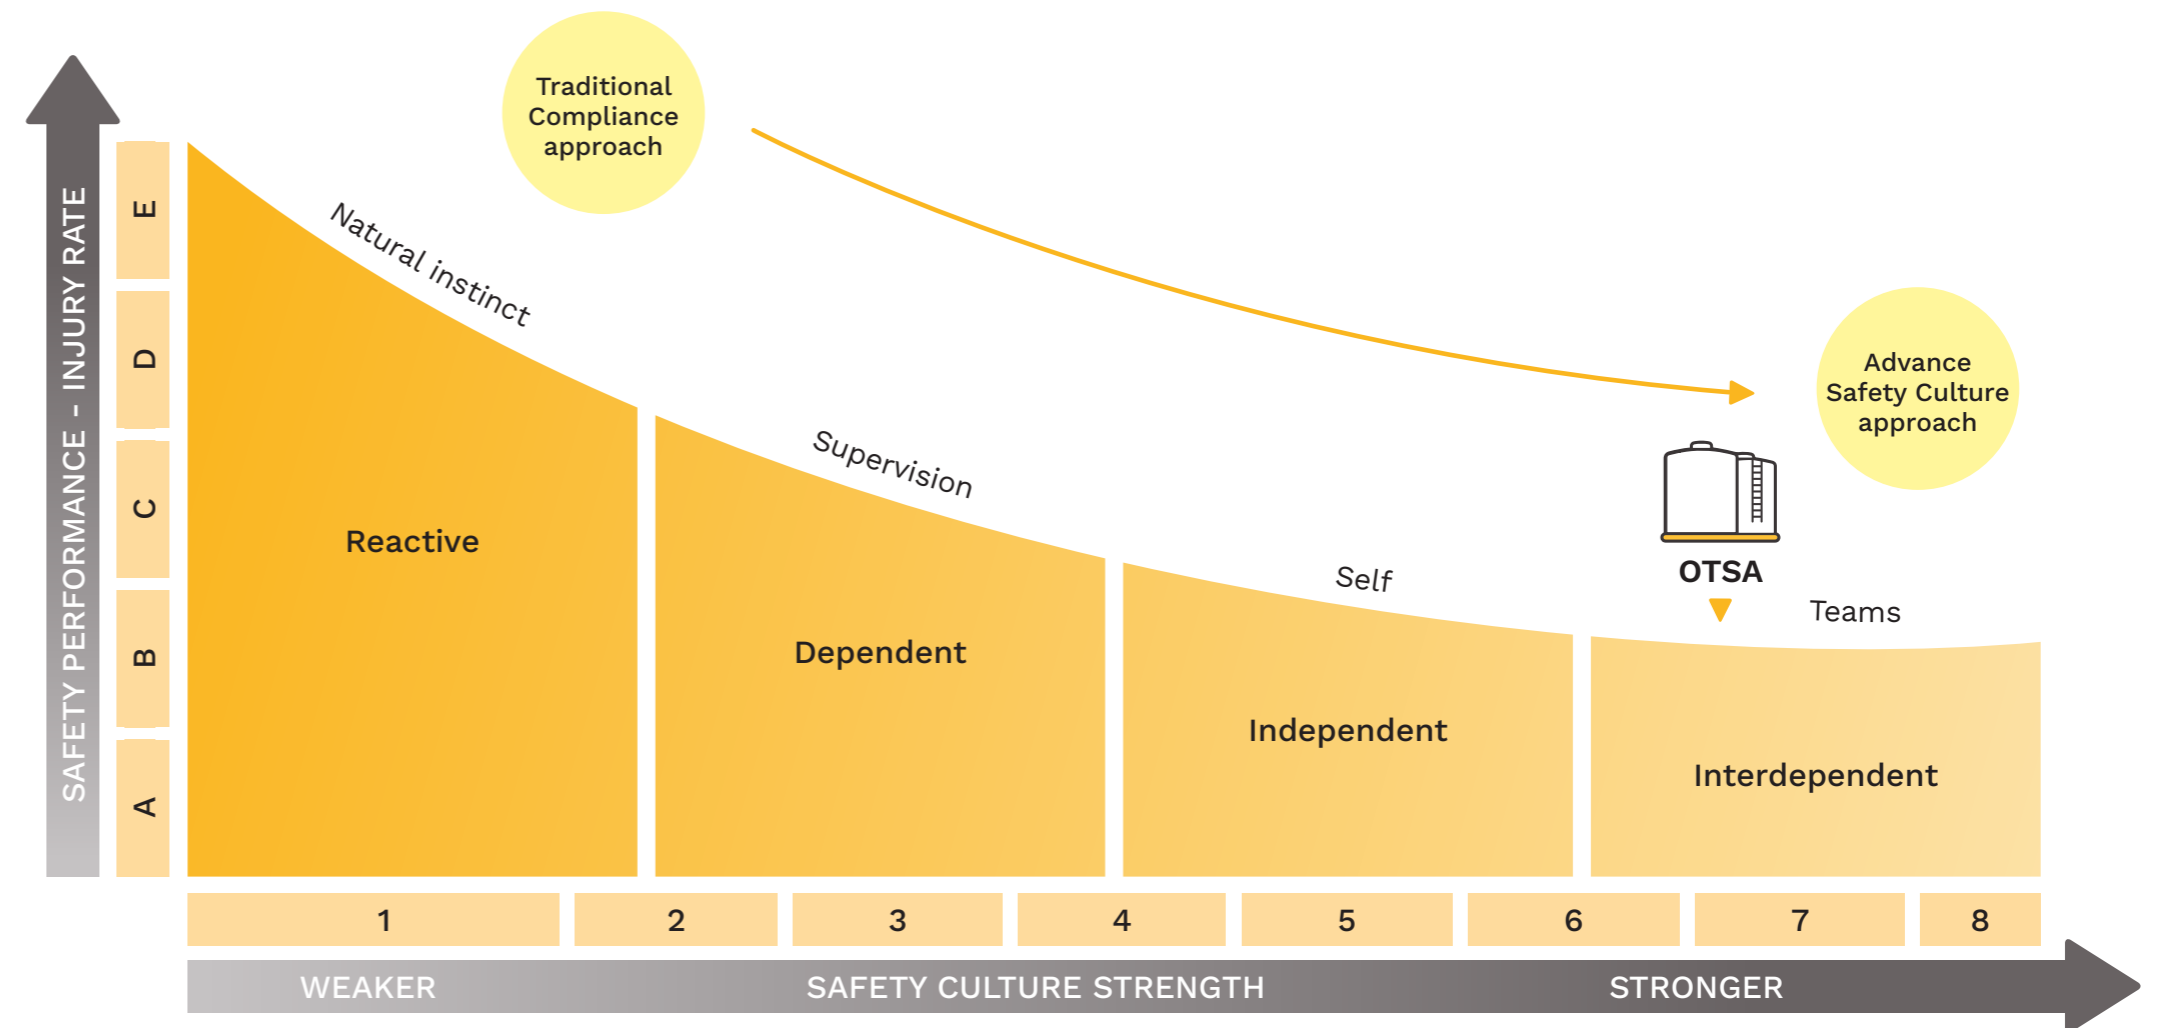 Traditional
Compliance
approach
Natural instinct
Supervision
Advance
Safety Culture
approach
Self
OTSA
Teams
SAFETY PERFORMANCE - INJURY RATE
E
D
C
B
A
Reactive
Dependent
Independent
Interdependent
1 2 3 4 5 6 7 8
WEAKER SAFETY CULTURE STRENGTH STRONGER